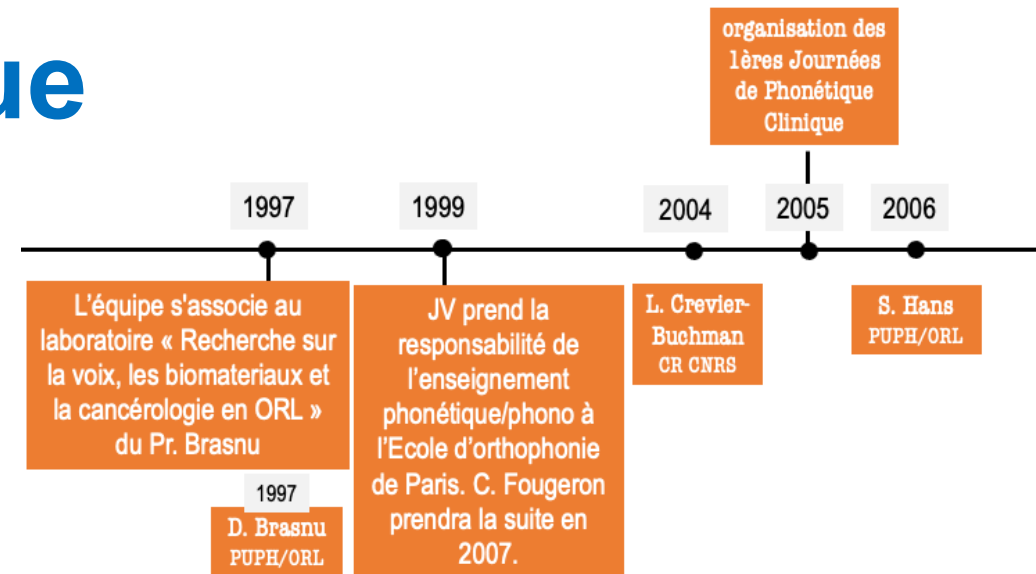 ue
organisation des
1ères Journées
de Phonétique
Clinique
1997
1999
2004
2005
2006
L'équipe s'associe au
laboratoire « Recherche sur
la voix, les biomateriaux et
la cancérologie en ORL »
du Pr. Brasnu
JV prend la
responsabilité de
l'enseignement
phonétique/phono à
l'Ecole d'orthophonie
de Paris. C. Fougeron
prendra la suite en
2007.
L. Crevier-
Buchman
CR CNRS
S. Hans
PUPH/ORL
1997
D. Brasnu
PUPH/ORL